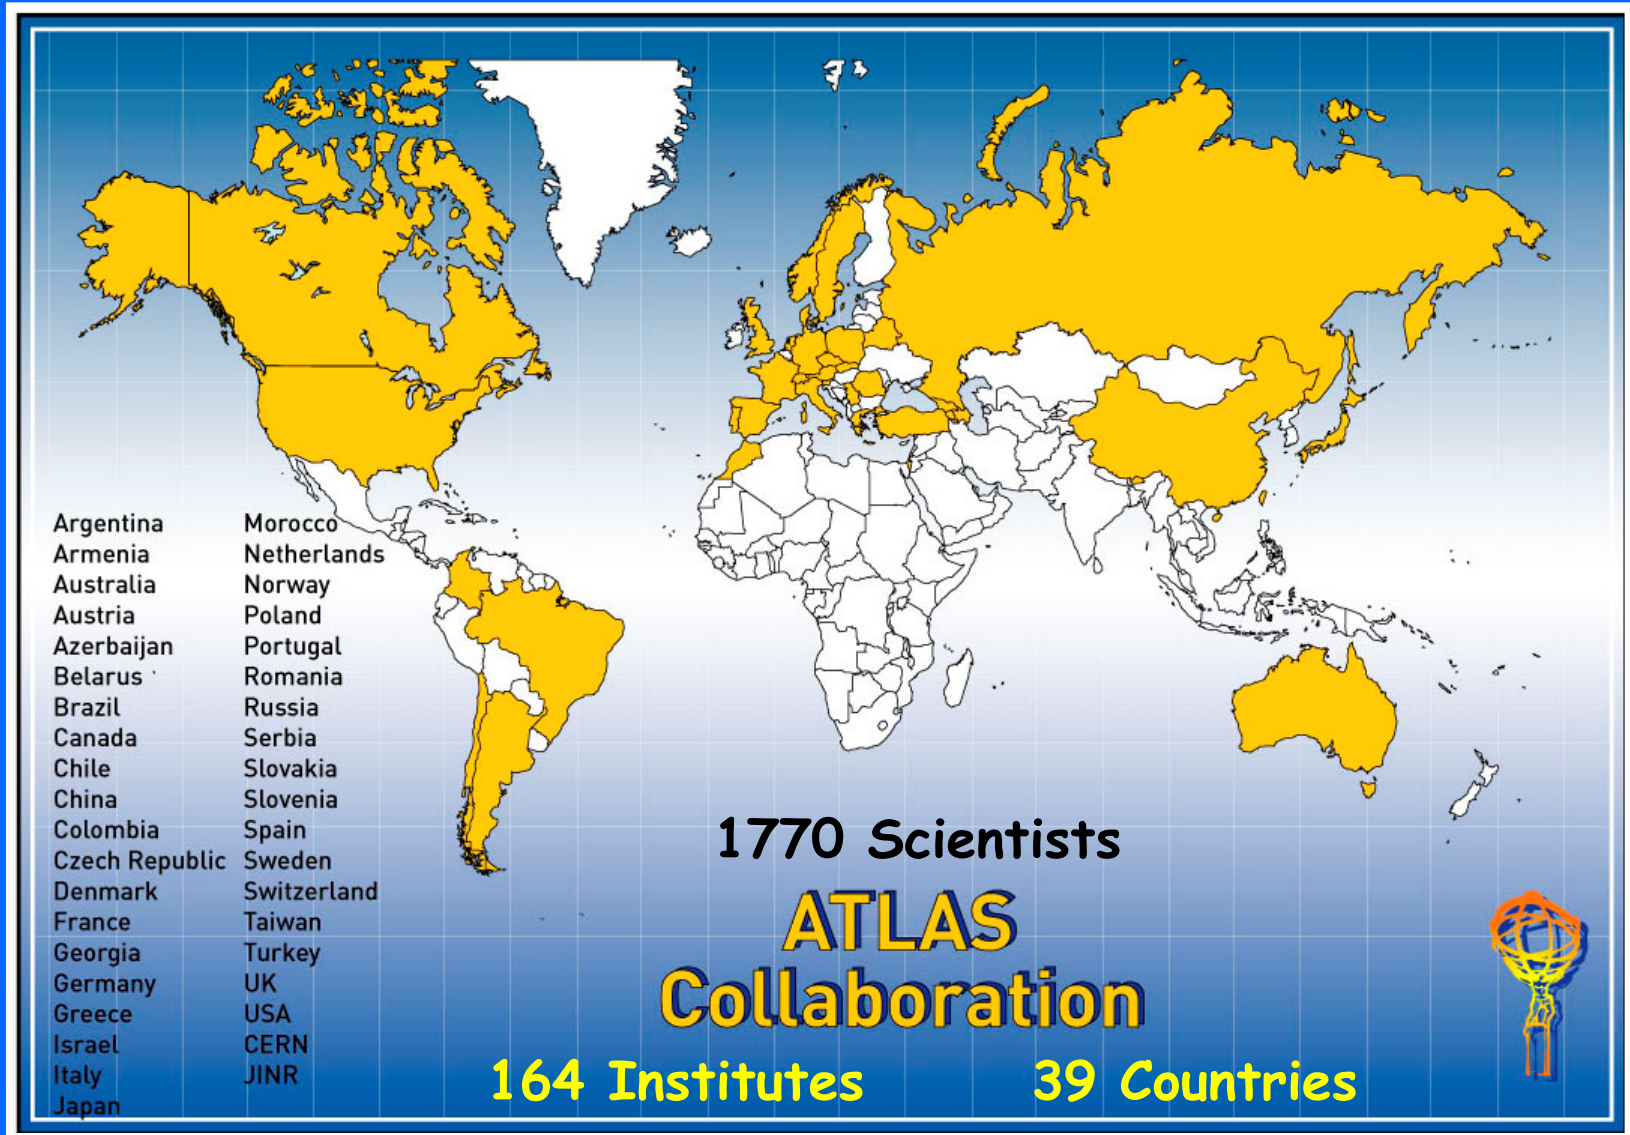 Argentina
Armenia
Australia
Austria
Azerbaijan
Belarus
Brazil
Canada
Chile
China
Colombia
Czech Republic
Denmark
France
Georgia
Germany
Greece
Israel
Italy
Japan
Morocco
Netherlands
Norway
Poland
Portugal
Romania
Russia
Serbia
Slovakia
Slovenia
Spain
Sweden
Switzerland
Taiwan
Turkey
UK
USA
CERN
JINR
1770 Scientists
ATLAS
Collaboration
164 Institutes
39 Countries